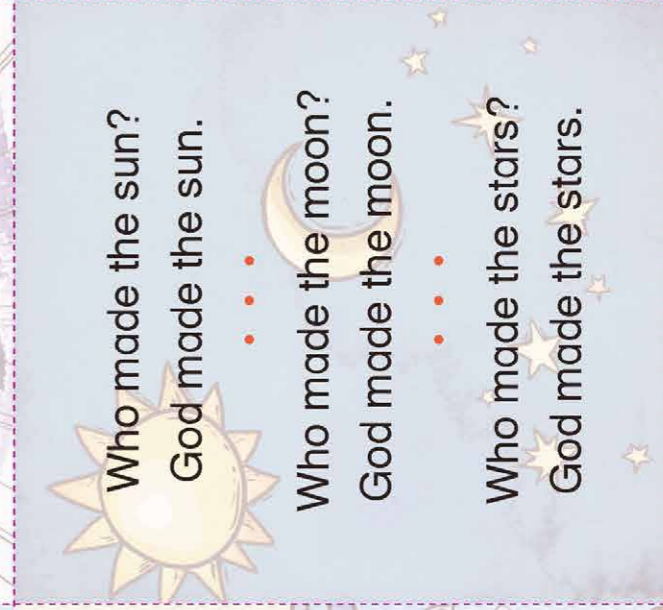 Who made the sun?
God made the sun.
Who made the moon?
God made the moon.
Who made the stars?
God made the stars.